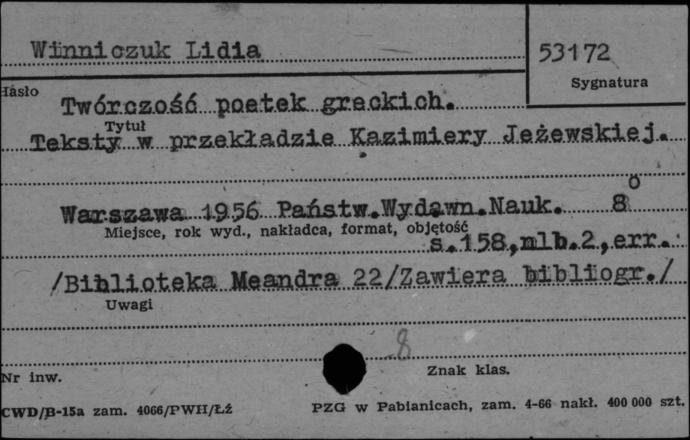 Winniczuk Lidia
53172
Sygnatura
Hasło
Twórczość poetek greckich.
Tytuł
Teksty w przekładzie Kazimiery Jeżewskiej.
Warszawa 1956 Państw.Wydawn.Nauk. 8o
Miejsce, rok wyd., nakładca, format, objętość
s.158,nlb.2,err.
/Biblioteka Meandra 22/Zawiera bibliogr./
Uwagi
8
Nr inw.
Znak klas.
CWD/B-15a zam. 4066/PWH/Łź
PZG w Pabianicach, zam. 4-66 nakł. 400 000 szt.